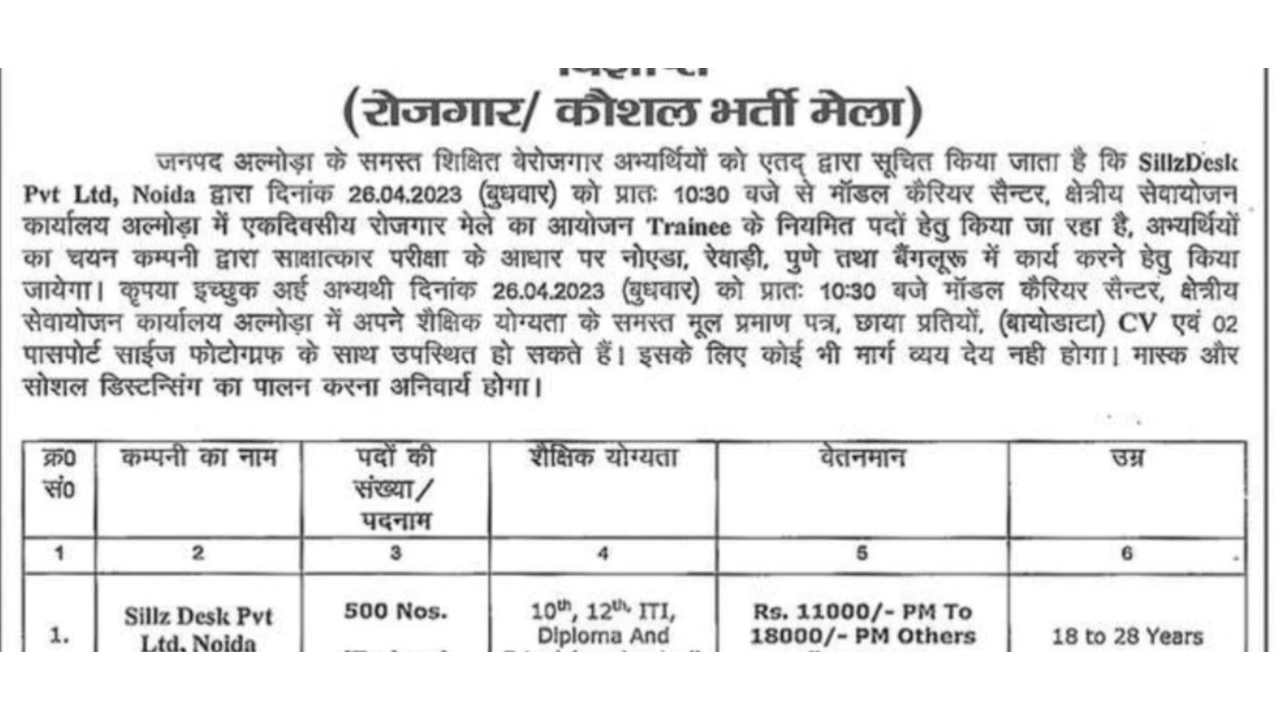 (रोजगार/ कौशल भर्ती मेला)
जनपद अल्मोड़ा के समस्त शिक्षित बेरोजगार अभ्यर्थियों को एतद् द्वारा सूचित किया जाता है कि SillzDesk
Pvt Ltd, Noida द्वारा दिनांक 26.04.2023 (बुधवार) को प्रातः 10:30 बजे से मॉडल कैरियर सैन्टर, क्षेत्रीय सेवायोजन
कार्यालय अल्मोड़ा में एकदिवसीय रोजगार मेले का आयोजन Trainee के नियमित पदों हेतु किया जा रहा है, अभ्यर्थियों
का चयन कम्पनी द्वारा साक्षात्कार परीक्षा के आधार पर नोएडा, रेवाड़ी, पुणे तथा बैंगलूरू में कार्य करने हेतु किया
जायेगा। कृपया इच्छुक अर्ह अभ्यथी दिनांक 26.04.2023 (बुधवार) को प्रातः 10:30 बजे मॉडल कैरियर सैन्टर, क्षेत्रीय
सेवायोजन कार्यालय अल्मोड़ा में अपने शैक्षिक योग्यता के समस्त मूल प्रमाण पत्र, छाया प्रतियों, (बायोडाटा) CV एवं 02
पासपोर्ट साईज फोटोग्राफ के साथ उपस्थित हो सकते हैं। इसके लिए कोई भी मार्ग व्यय देय नही होगा। मास्क और
सोशल डिस्टन्सिंग का पालन करना अनिवार्य होगा।
क्र0 सं0 कम्पनी का नाम पदों की संख्या/ पदनाम शैक्षिक योग्यता वेतनमान उम्र
1 2 3 4 5 6
1. Sillz Desk Pvt Ltd, Noida 500 Nos. 10th, 12th, ITI, Diploma And Rs. 11000/- PM To 18000/- PM Others 18 to 28 Years